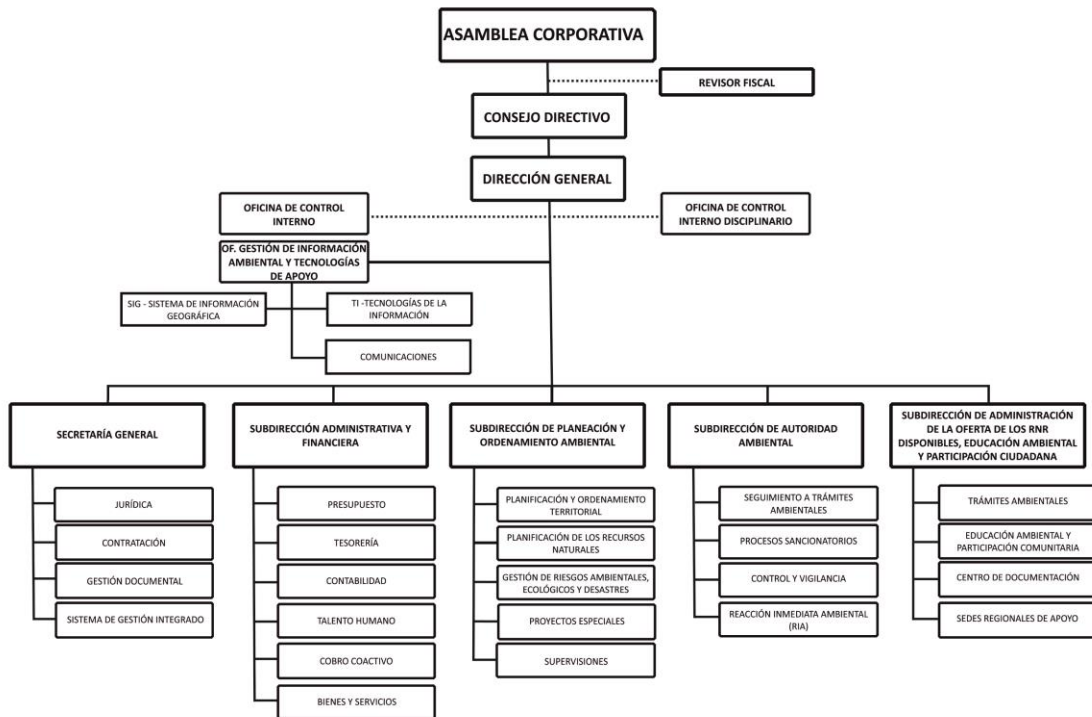 ASAMBLEA CORPORATIVA
REVISOR FISCAL
CONSEJO DIRECTIVO
DIRECCIÓN GENERAL
OFICINA DE CONTROL
INTERNO
OFICINA DE CONTROL
INTERNO DISCIPLINARIO
OF. GESTIÓN DE INFORMACIÓN
AMBIENTAL Y TECNOLOGÍAS
DE APOYO
SIG - SISTEMA DE INFORMACIÓN
GEOGRÁFICA
TI -TECNOLOGÍAS DE LA
INFORMACIÓN
COMUNICACIONES
SECRETARÍA GENERAL
JURÍDICA
CONTRATACIÓN
GESTIÓN DOCUMENTAL
SISTEMA DE GESTIÓN INTEGRADO
SUBDIRECCIÓN ADMINISTRATIVA Y
FINANCIERA
PRESUPUESTO
TESORERÍA
CONTABILIDAD
TALENTO HUMANO
COBRO COACTIVO
BIENES Y SERVICIOS
SUBDIRECCIÓN DE PLANEACIÓN Y
ORDENAMIENTO AMBIENTAL
PLANIFICACIÓN Y ORDENAMIENTO
TERRITORIAL
PLANIFICACIÓN DE LOS RECURSOS
NATURALES
GESTIÓN DE RIESGOS AMBIENTALES,
ECOLÓGICOS Y DESASTRES
PROYECTOS ESPECIALES
SUPERVISIONES
SUBDIRECCIÓN DE AUTORIDAD
AMBIENTAL
SEGUIMIENTO A TRÁMITES
AMBIENTALES
PROCESOS SANCIONATORIOS
CONTROL Y VIGILANCIA
REACCIÓN INMEDIATA AMBIENTAL
(RIA)
SUBDIRECCIÓN DE ADMINISTRACIÓN
DE LA OFERTA DE LOS RNR
DISPONIBLES, EDUCACIÓN AMBIENTAL
Y PARTICIPACIÓN CIUDADANA
TRÁMITES AMBIENTALES
EDUCACIÓN AMBIENTAL Y
PARTICIPACIÓN COMUNITARIA
CENTRO DE DOCUMENTACIÓN
SEDES REGIONALES DE APOYO